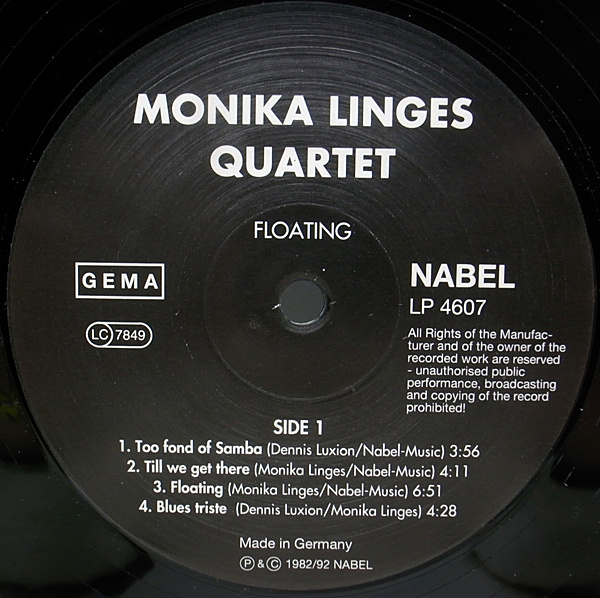 MONIKA LINGES
QUARTET
FLOATING
GEMA
LC 7849
NABEL
LP 4607
All Rights of the Manufac-
turer and of the owner of the
recorded work are reserved
- unauthorised public
performance, broadcasting
and copying of the record
prohibited!
SIDE 1
1. Too fond of Samba (Dennis Luxion/Nabel-Music) 3:56
2. Till we get there (Monika Linges/Nabel-Music) 4:11
3. Floating (Monika Linges/Nabel-Music) 6:51
4. Blues triste (Dennis Luxion/Monika Linges) 4:28
Made in Germany
Ⓟ & Ⓒ 1982/92 NABEL